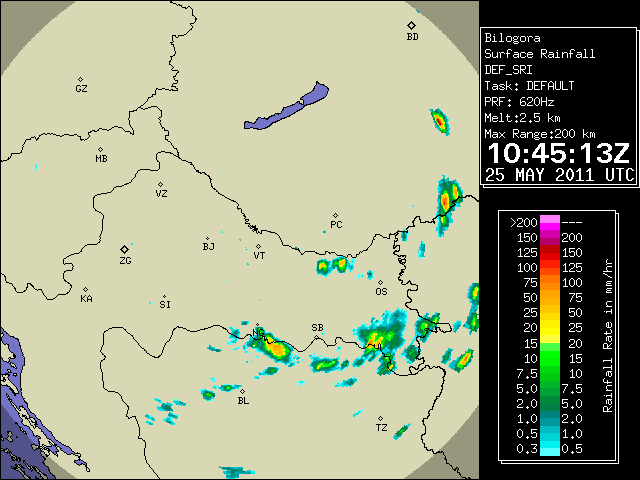 BD
GZ
MB
VZ
PC
BJ
VT
ZG
OS
KA
SI
SB
BL
TZ
Bilogora
Surface Rainfall
DEF_SRI
Task: DEFAULT
PRF: 620Hz
Melt:2.5 km
Max Range:200 km
10:45:13Z
25 MAY 2011 UTC
>200 ---
150 200
125 150
100 125
75 100
50 75
40 50
30 40
25 30
20 25
15 20
10 15
7.5 10
5.0 7.5
2.0 5.0
1.0 2.0
0.5 1.0
0.3 0.5
Rainfall Rate in mm/hr